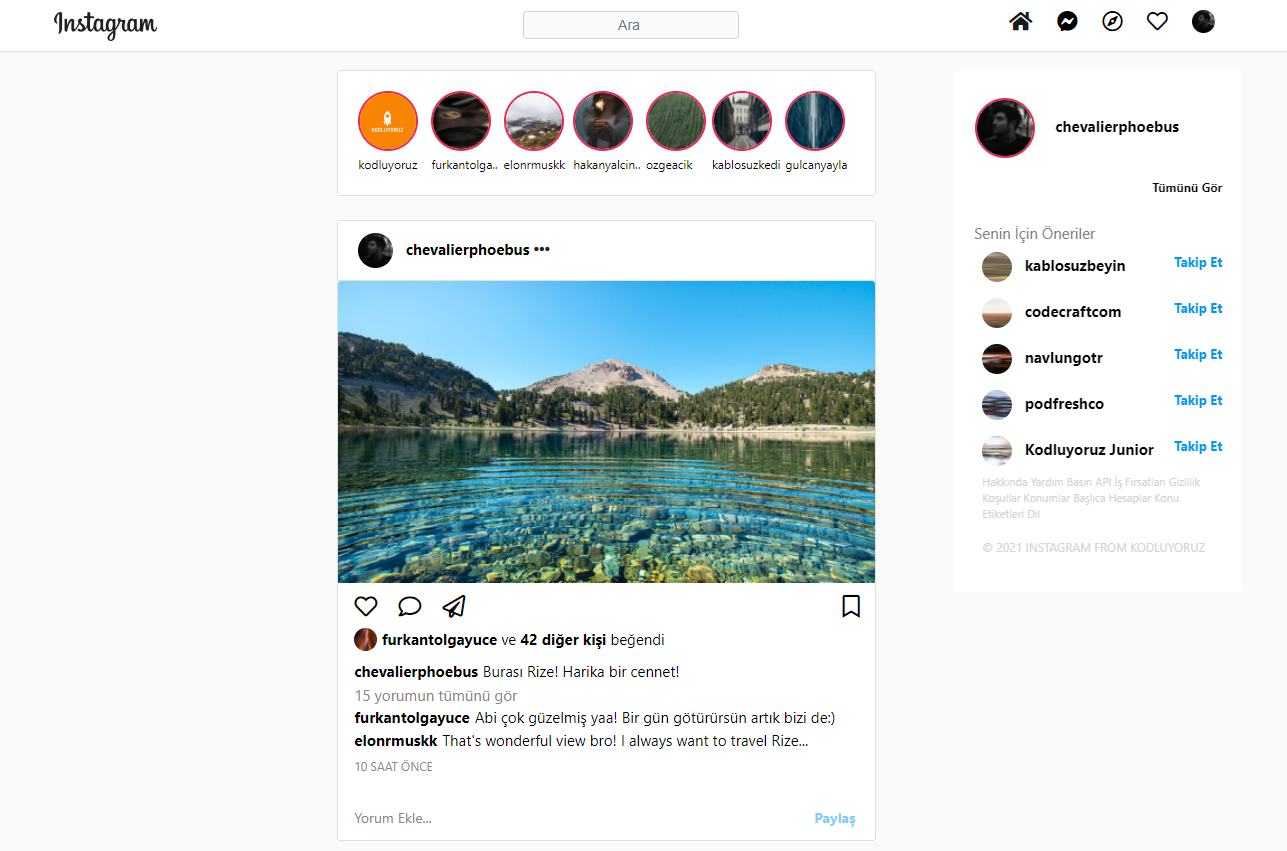 Instagram
Ara
KODLUYORUZ
kodluyoruz furkantolga.. elonrmuskk hakanyalcin.. ozgeacik kablosuzkedi gulcanyayla
chevalierphoebus •••
furkantolgayuce ve 42 diğer kişi beğendi
chevalierphoebus Burası Rize! Harika bir cennet!
15 yorumun tümünü gör
furkantolgayuce Abi çok güzelmiş yaa! Bir gün götürürsün artık bizi de:)
elonrmuskk That's wonderful view bro! I always want to travel Rize...
10 SAAT ÖNCE
Yorum Ekle... Paylaş
chevalierphoebus
Tümünü Gör
Senin İçin Öneriler
kablosuzbeyin Takip Et
codecraftcom Takip Et
navlungotr Takip Et
podfreshco Takip Et
Kodluyoruz Junior Takip Et
Hakkında Yardım Basın API İş Fırsatları Gizlilik
Koşullar Konumlar Başlıca Hesaplar Konu
Etiketleri Dil
© 2021 INSTAGRAM FROM KODLUYORUZ